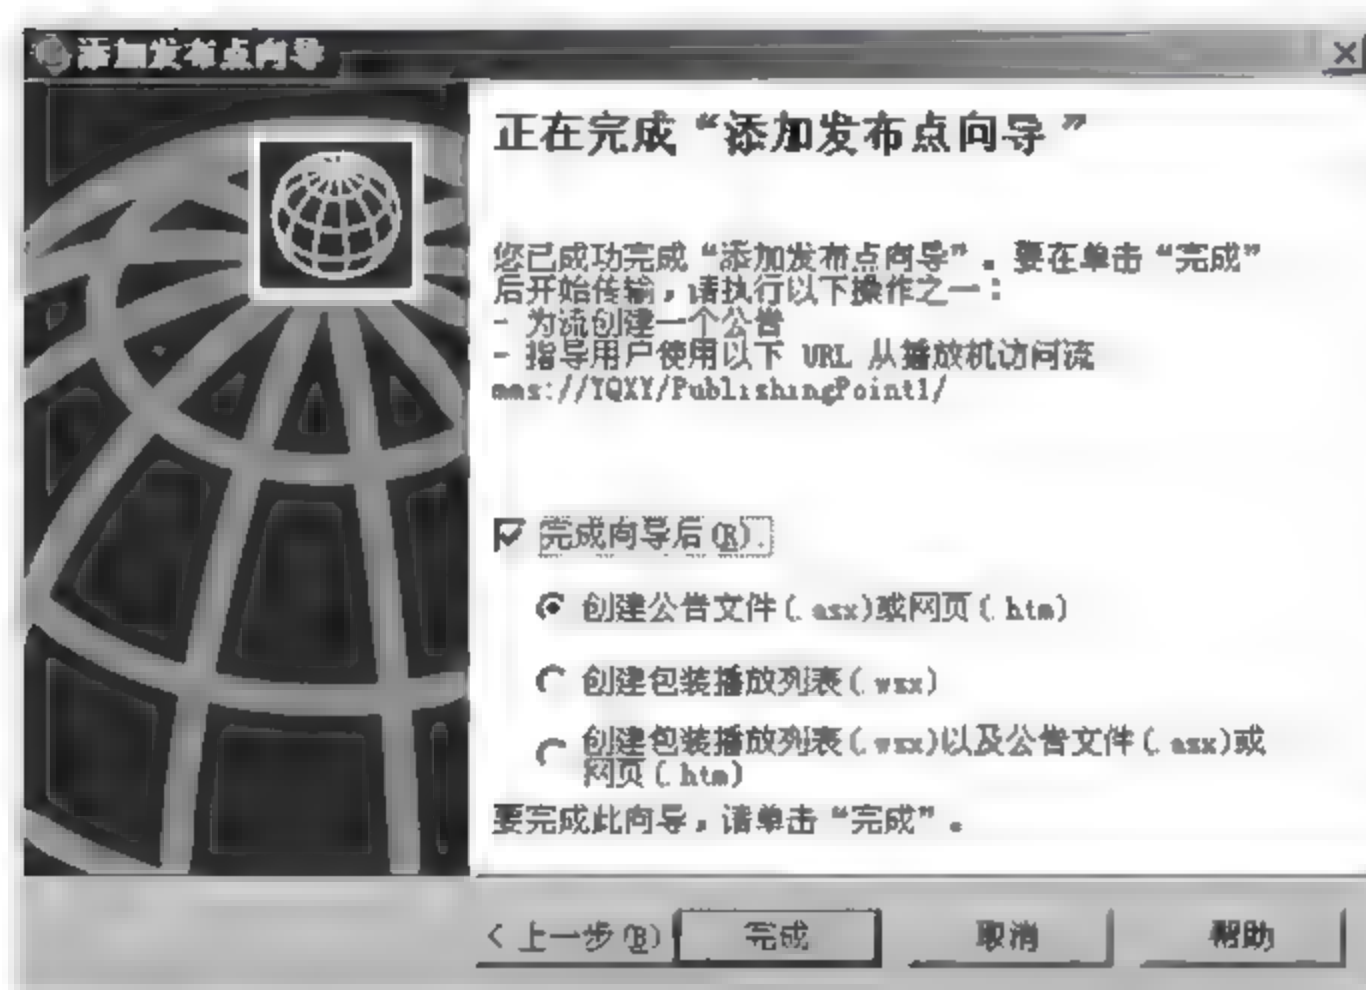 添加发布点向导
正在完成“添加发布点向导”
您已成功完成“添加发布点向导”。要在单击“完成”
后开始传输，请执行以下操作之一：
- 为流创建一个公告
- 指导用户使用以下 URL 从播放机访问流
mms://YQXY/PublishingPoint1/
完成向导后(R)：
创建公告文件(.asx)或网页(.htm)
创建包装播放列表(.wsx)
创建包装播放列表(.wsx)以及公告文件(.asx)或
网页(.htm)
要完成此向导，请单击“完成”。
< 上一步(B) 完成 取消 帮助